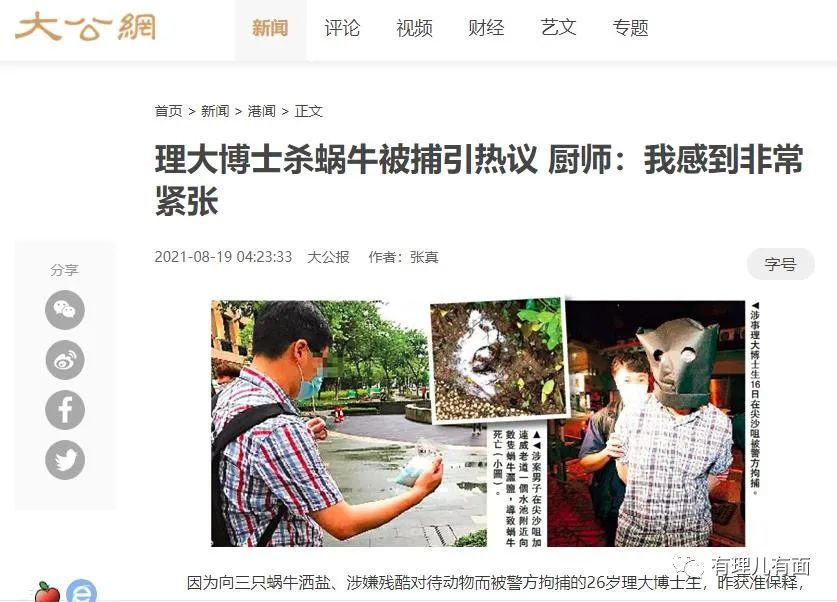 大公網
新闻 评论 视频 财经 艺文 专题
首页 > 新闻 > 港闻 > 正文
理大博士杀蜗牛被捕引热议 厨师：我感到非常
紧张
2021-08-19 04:23:33 大公报 作者：张真
字号
分享
◀涉事理大博士生16日在尖沙咀被警方拘捕。
▲◀涉案男子在尖沙咀加
連威老道一個水池附近向
數隻蝸牛灑鹽，導致蝸牛
死亡（小圖）。
因为向三只蜗牛洒盐、涉嫌残酷对待动物而被警方拘捕的26岁理大博士生，昨获准保释，
有理儿有面